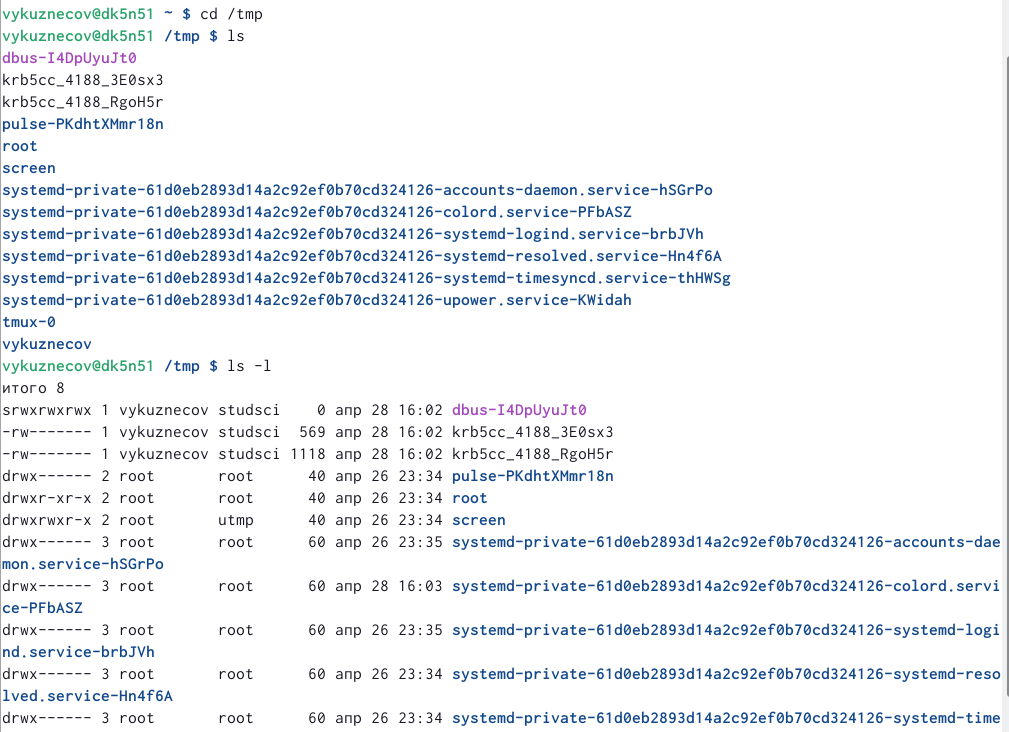 vykuznecov@dk5n51 ~ $ cd /tmp
vykuznecov@dk5n51 /tmp $ ls
dbus-I4DpUyuJt0
krb5cc_4188_3E0sx3
krb5cc_4188_RgoH5r
pulse-PKdhtXMmr18n
root
screen
systemd-private-61d0eb2893d14a2c92ef0b70cd324126-accounts-daemon.service-hSGrPo
systemd-private-61d0eb2893d14a2c92ef0b70cd324126-colord.service-PFbASZ
systemd-private-61d0eb2893d14a2c92ef0b70cd324126-systemd-logind.service-brbJVh
systemd-private-61d0eb2893d14a2c92ef0b70cd324126-systemd-resolved.service-Hn4f6A
systemd-private-61d0eb2893d14a2c92ef0b70cd324126-systemd-timesyncd.service-thHWSg
systemd-private-61d0eb2893d14a2c92ef0b70cd324126-upower.service-KWidah
tmux-0
vykuznecov
vykuznecov@dk5n51 /tmp $ ls -l
итого 8
srwxrwxrwx 1 vykuznecov studsci    0 апр 28 16:02 dbus-I4DpUyuJt0
-rw------- 1 vykuznecov studsci  569 апр 28 16:02 krb5cc_4188_3E0sx3
-rw------- 1 vykuznecov studsci 1118 апр 28 16:02 krb5cc_4188_RgoH5r
drwx------ 2 root       root      40 апр 26 23:34 pulse-PKdhtXMmr18n
drwxr-xr-x 2 root       root      40 апр 26 23:34 root
drwxrwxr-x 2 root       utmp      40 апр 26 23:34 screen
drwx------ 3 root       root      60 апр 26 23:35 systemd-private-61d0eb2893d14a2c92ef0b70cd324126-accounts-dae
mon.service-hSGrPo
drwx------ 3 root       root      60 апр 28 16:03 systemd-private-61d0eb2893d14a2c92ef0b70cd324126-colord.servi
ce-PFbASZ
drwx------ 3 root       root      60 апр 26 23:35 systemd-private-61d0eb2893d14a2c92ef0b70cd324126-systemd-logi
nd.service-brbJVh
drwx------ 3 root       root      60 апр 26 23:34 systemd-private-61d0eb2893d14a2c92ef0b70cd324126-systemd-reso
lved.service-Hn4f6A
drwx------ 3 root       root      60 апр 26 23:34 systemd-private-61d0eb2893d14a2c92ef0b70cd324126-systemd-time